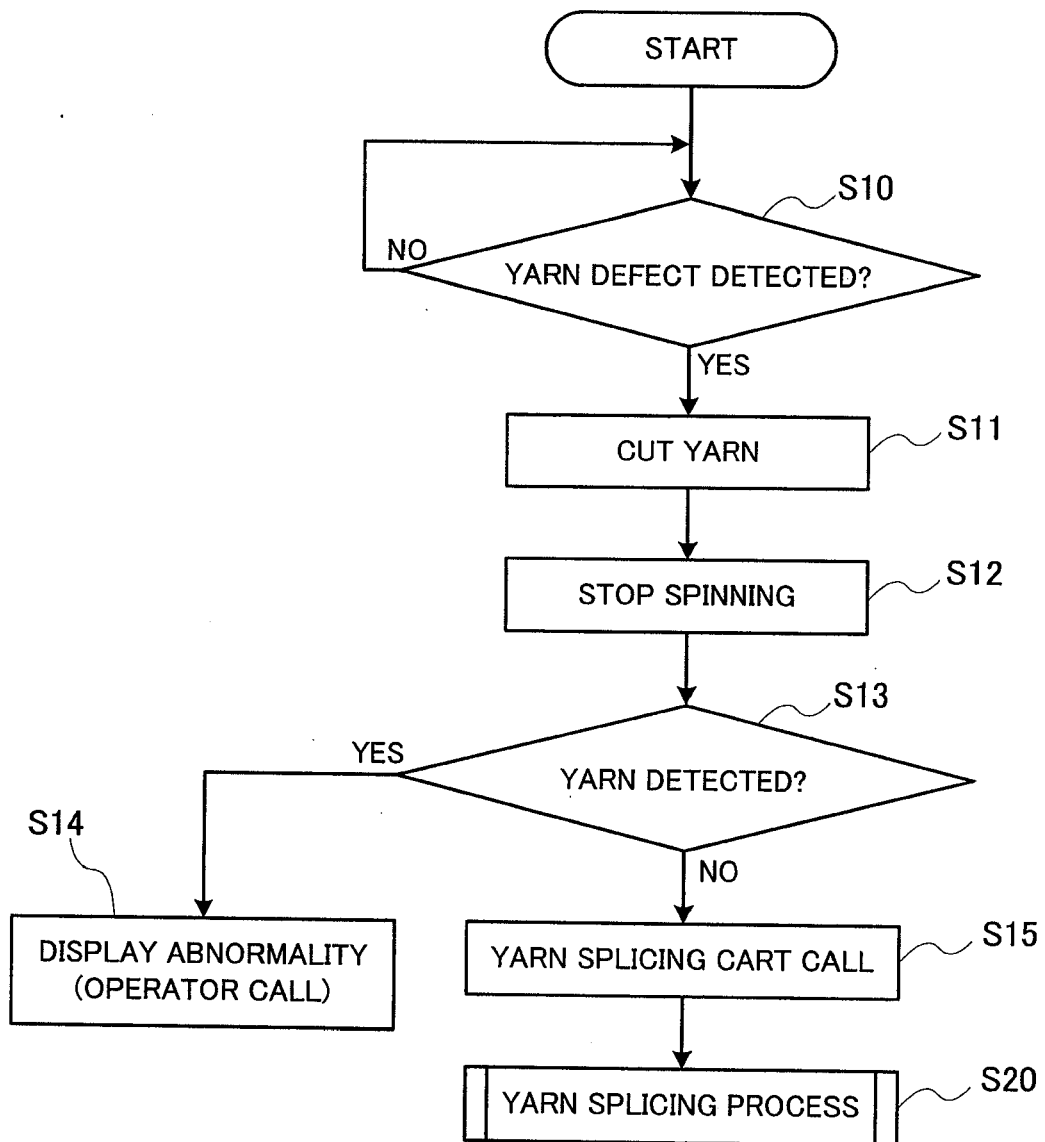 START
S10
NO
YARN DEFECT DETECTED?
YES
S11
CUT YARN
S12
STOP SPINNING
S13
YES
YARN DETECTED?
S14
NO
DISPLAY ABNORMALITY
(OPERATOR CALL)
S15
YARN SPLICING CART CALL
S20
YARN SPLICING PROCESS